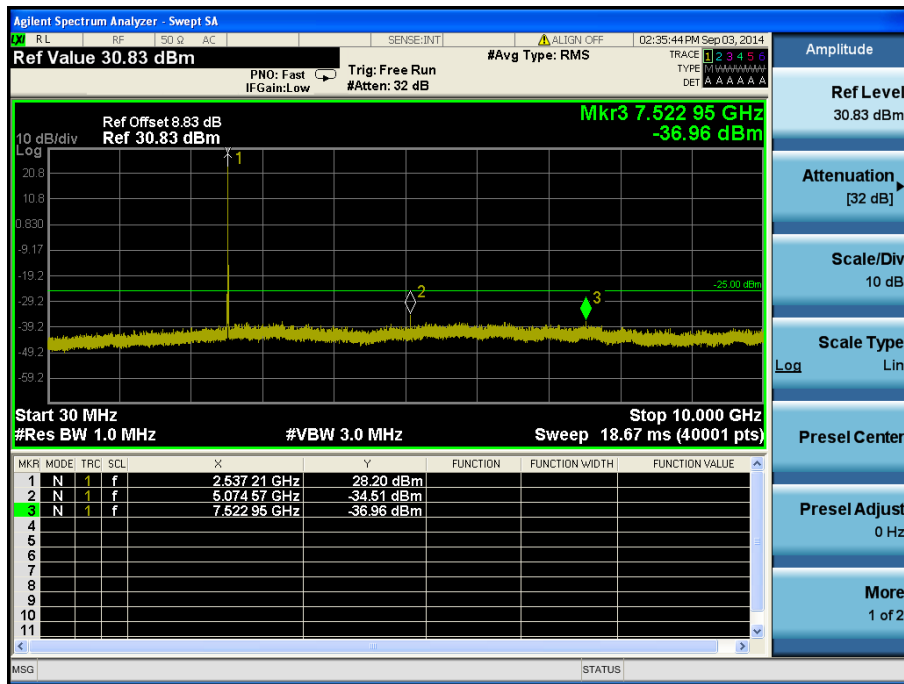 Agilent Spectrum Analyzer - Swept SA
LXI RL RF 50 Ω AC SENSE:INT ALIGN OFF 02:35:44 PM Sep 03, 2014
Ref Value 30.83 dBm
PNO: Fast
IFGain:Low
Trig: Free Run
#Atten: 32 dB
#Avg Type: RMS
TRACE 1 2 3 4 5 6
TYPE MWWWWW
DET A A A A A A
Mkr3 7.522 95 GHz
-36.96 dBm
Ref Offset 8.83 dB
10 dB/div Ref 30.83 dBm
Log
20.8
10.8
0.830
-9.17
-19.2
-29.2
-39.2
-49.2
-59.2
1
2
3
-25.00 dBm
Start 30 MHz Stop 10.000 GHz
#Res BW 1.0 MHz #VBW 3.0 MHz Sweep 18.67 ms (40001 pts)
MKR MODE TRC SCL X Y FUNCTION FUNCTION WIDTH FUNCTION VALUE
1 N 1 f 2.537 21 GHz 28.20 dBm
2 N 1 f 5.074 57 GHz -34.51 dBm
3 N 1 f 7.522 95 GHz -36.96 dBm
4
5
6
7
8
9
10
11
MSG STATUS
Amplitude
Ref Level
30.83 dBm
Attenuation
[32 dB]
Scale/Div
10 dB
Scale Type
Log Lin
Presel Center
Presel Adjust
0 Hz
More
1 of 2